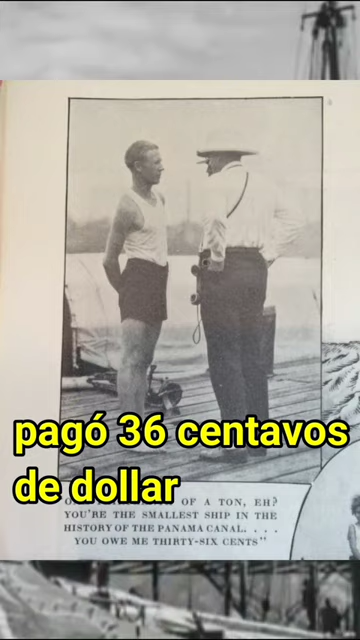 pagó 36 centavos
de dollar
OF A TON, EH?
YOU'RE THE SMALLEST SHIP IN THE
HISTORY OF THE PANAMA CANAL. . . .
YOU OWE ME THIRTY-SIX CENTS"